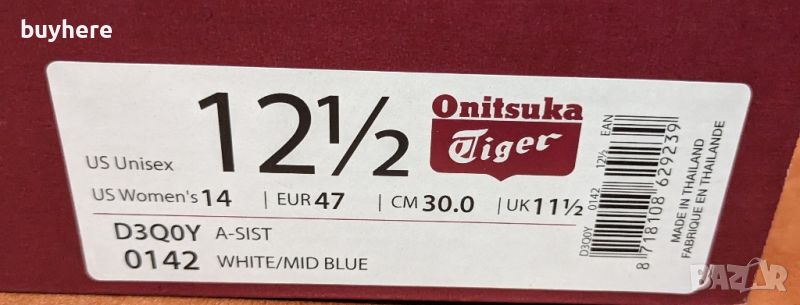 buyhere
12½
Onitsuka
Tiger
US Unisex
US Women's 14 | EUR 47 | CM 30.0 | UK 11½
D3Q0Y A-SIST
0142 WHITE/MID BLUE
D3Q0Y 0142 12½ EAN
8 718108 629239
MADE IN THAILAND
FABRIQUE EN THAILANDE
BAZAR